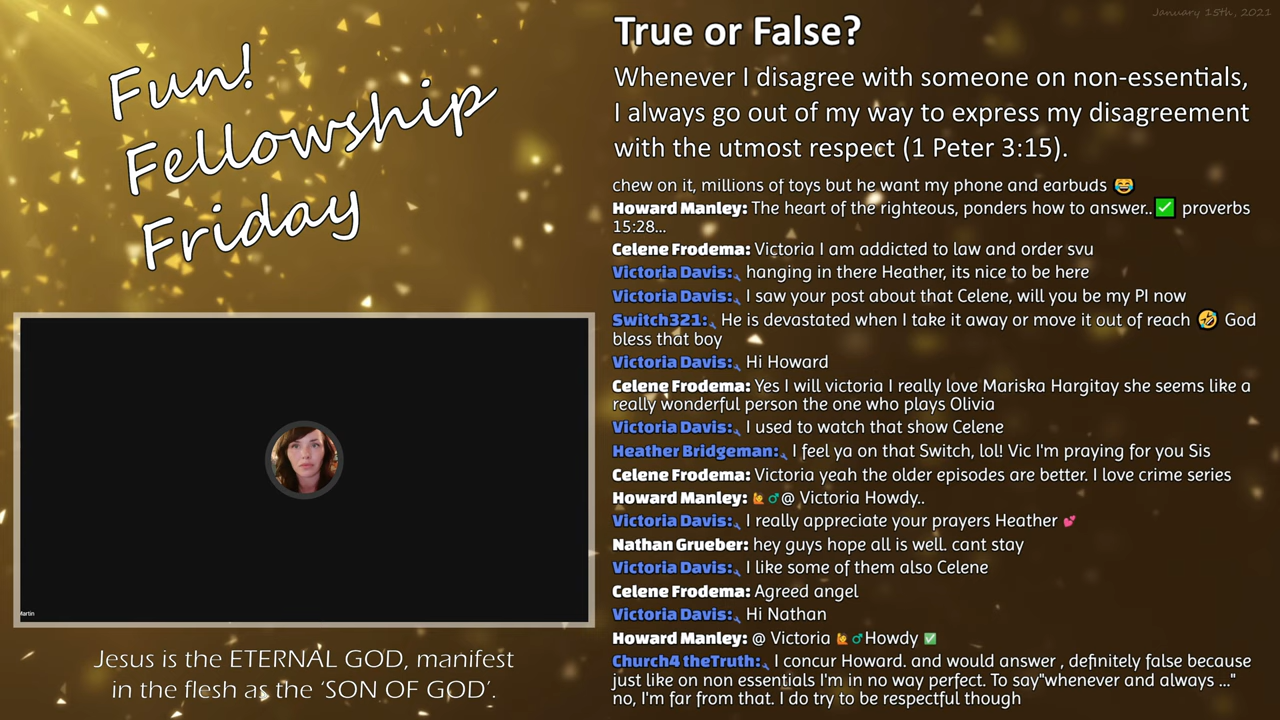 January 15th, 2021
Fun!
Fellowship
Friday
True or False?
Whenever I disagree with someone on non-essentials,
I always go out of my way to express my disagreement
with the utmost respect (1 Peter 3:15).
chew on it, millions of toys but he want my phone and earbuds 😂
Howard Manley: The heart of the righteous, ponders how to answer..✅ proverbs
15:28...
Celene Frodema: Victoria I am addicted to law and order svu
Victoria Davis: hanging in there Heather, its nice to be here
Victoria Davis: I saw your post about that Celene, will you be my PI now
Switch321: He is devastated when I take it away or move it out of reach 🤣 God
bless that boy
Victoria Davis: Hi Howard
Celene Frodema: Yes I will victoria I really love Mariska Hargitay she seems like a
really wonderful person the one who plays Olivia
Victoria Davis: I used to watch that show Celene
Heather Bridgeman: I feel ya on that Switch, lol! Vic I'm praying for you Sis
Celene Frodema: Victoria yeah the older episodes are better. I love crime series
Howard Manley: 🙋♂@ Victoria Howdy..
Victoria Davis: I really appreciate your prayers Heather 💕
Nathan Grueber: hey guys hope all is well. cant stay
Victoria Davis: I like some of them also Celene
Celene Frodema: Agreed angel
Victoria Davis: Hi Nathan
Howard Manley: @ Victoria 🙋♂Howdy ✅
Church4 theTruth: I concur Howard. and would answer , definitely false because
just like on non essentials I'm in no way perfect. To say"whenever and always ..."
no, I'm far from that. I do try to be respectful though
Martin
Jesus is the ETERNAL GOD, manifest
in the flesh as the 'SON OF GOD'.